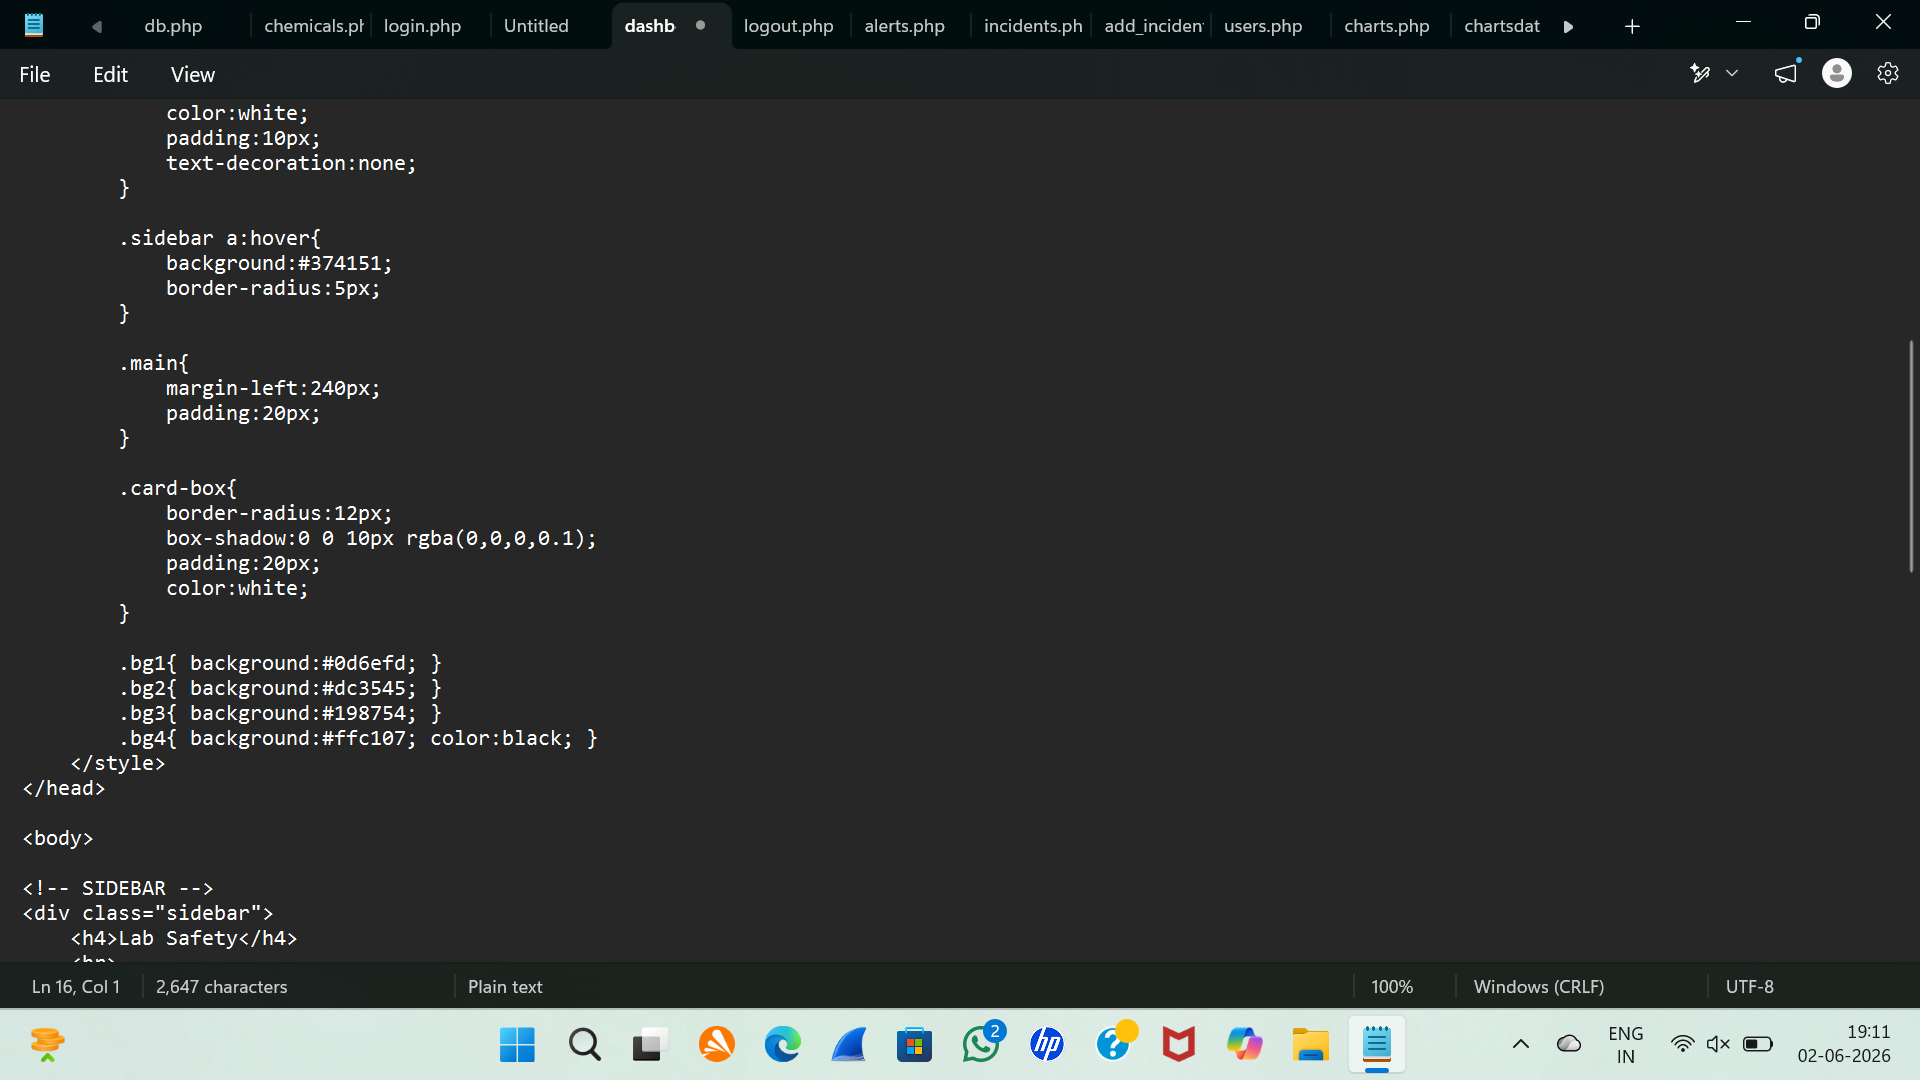 db.php
chemicals.ph
login.php
Untitled
dashb
logout.php
alerts.php
incidents.ph
add_inciden
users.php
charts.php
chartsdat
File
Edit
View
color:white;
padding:10px;
text-decoration:none;
}
.sidebar a:hover{
background:#374151;
border-radius:5px;
}
.main{
margin-left:240px;
padding:20px;
}
.card-box{
border-radius:12px;
box-shadow:0 0 10px rgba(0,0,0,0.1);
padding:20px;
color:white;
}
.bg1{ background:#0d6efd; }
.bg2{ background:#dc3545; }
.bg3{ background:#198754; }
.bg4{ background:#ffc107; color:black; }
</style>
</head>
<body>
<!-- SIDEBAR -->
<div class="sidebar">
<h4>Lab Safety</h4>
<hr>
Ln 16, Col 1
2,647 characters
Plain text
100%
Windows (CRLF)
UTF-8
2
hp
?
ENG
IN
19:11
02-06-2026